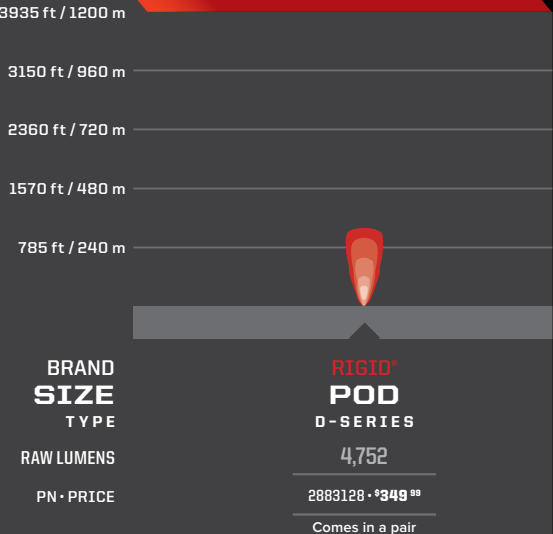 3935 ft / 1200 m
3150 ft / 960 m
2360 ft / 720 m
1570 ft / 480 m
785 ft / 240 m
BRAND RIGID®
SIZE POD
TYPE D-SERIES
RAW LUMENS 4,752
PN • PRICE 2883128 • $349 99
Comes in a pair